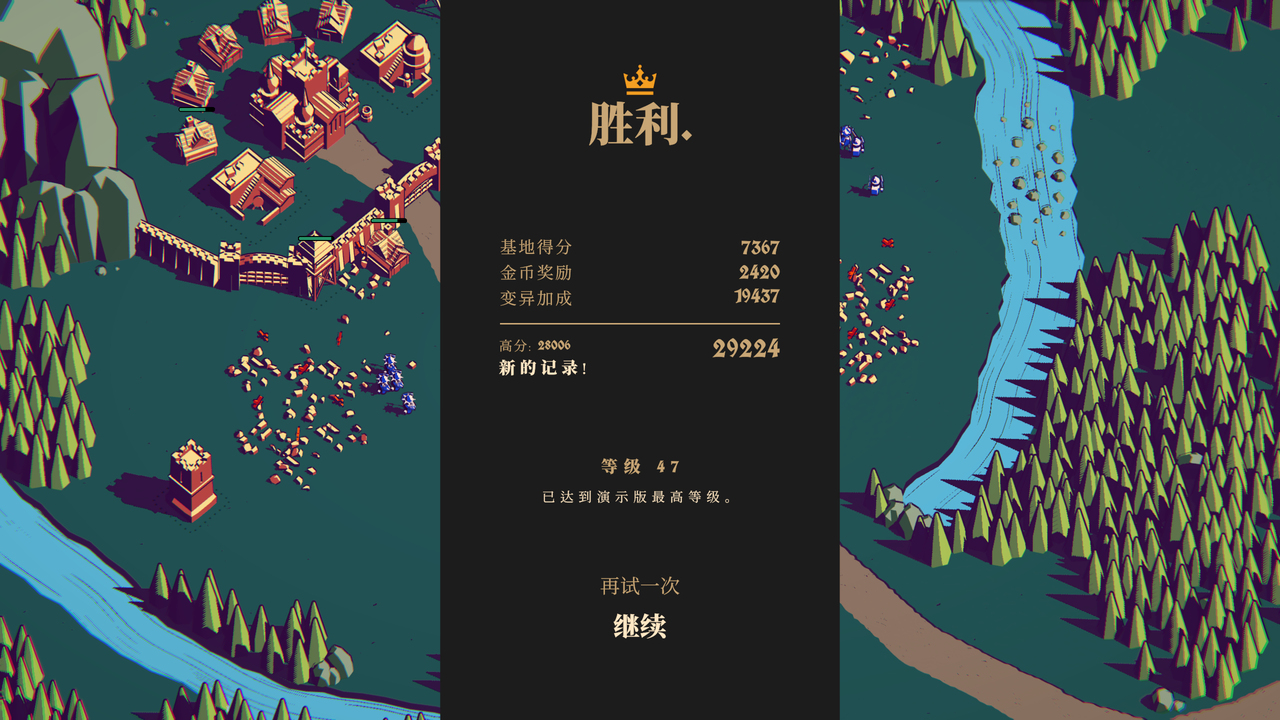 胜利.
基地得分 7367
金币奖励 2420
变异加成 19437
高分: 28006 29224
新的记录!
等级 47
已达到演示版最高等级。
再试一次
继续